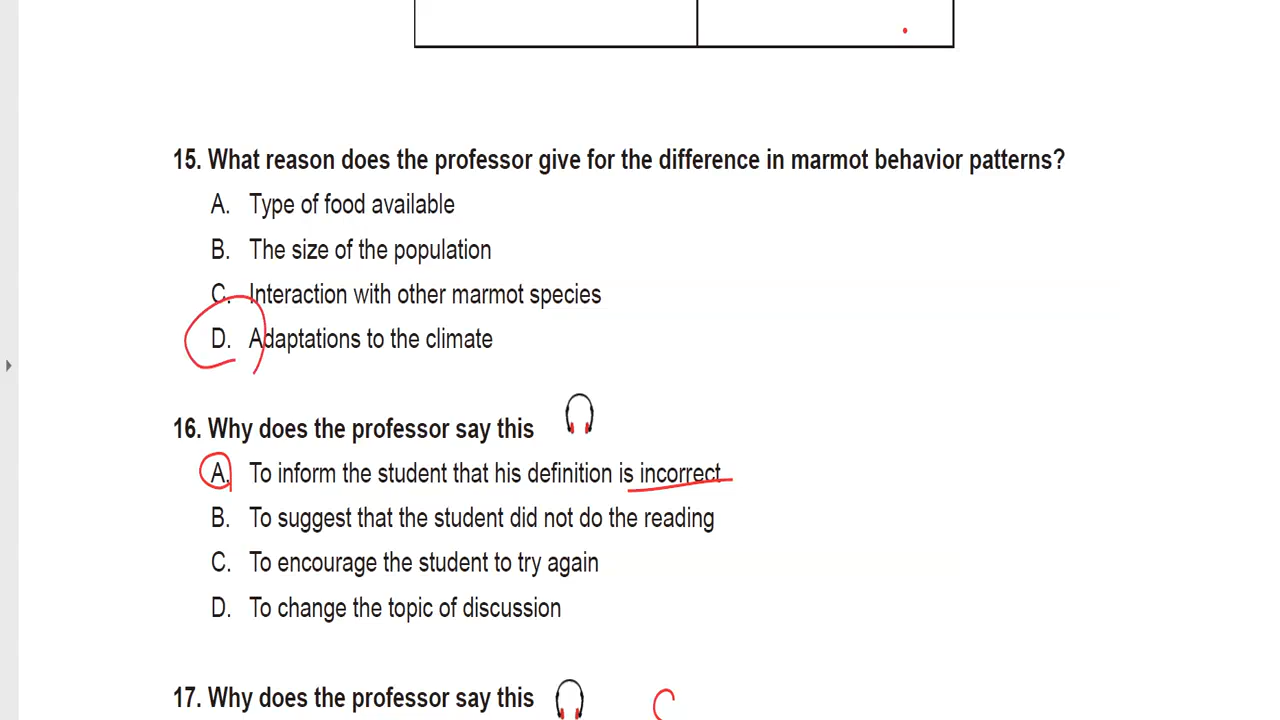 15. What reason does the professor give for the difference in marmot behavior patterns?
A. Type of food available
B. The size of the population
C. Interaction with other marmot species
D. Adaptations to the climate
16. Why does the professor say this
A. To inform the student that his definition is incorrect
B. To suggest that the student did not do the reading
C. To encourage the student to try again
D. To change the topic of discussion
17. Why does the professor say this